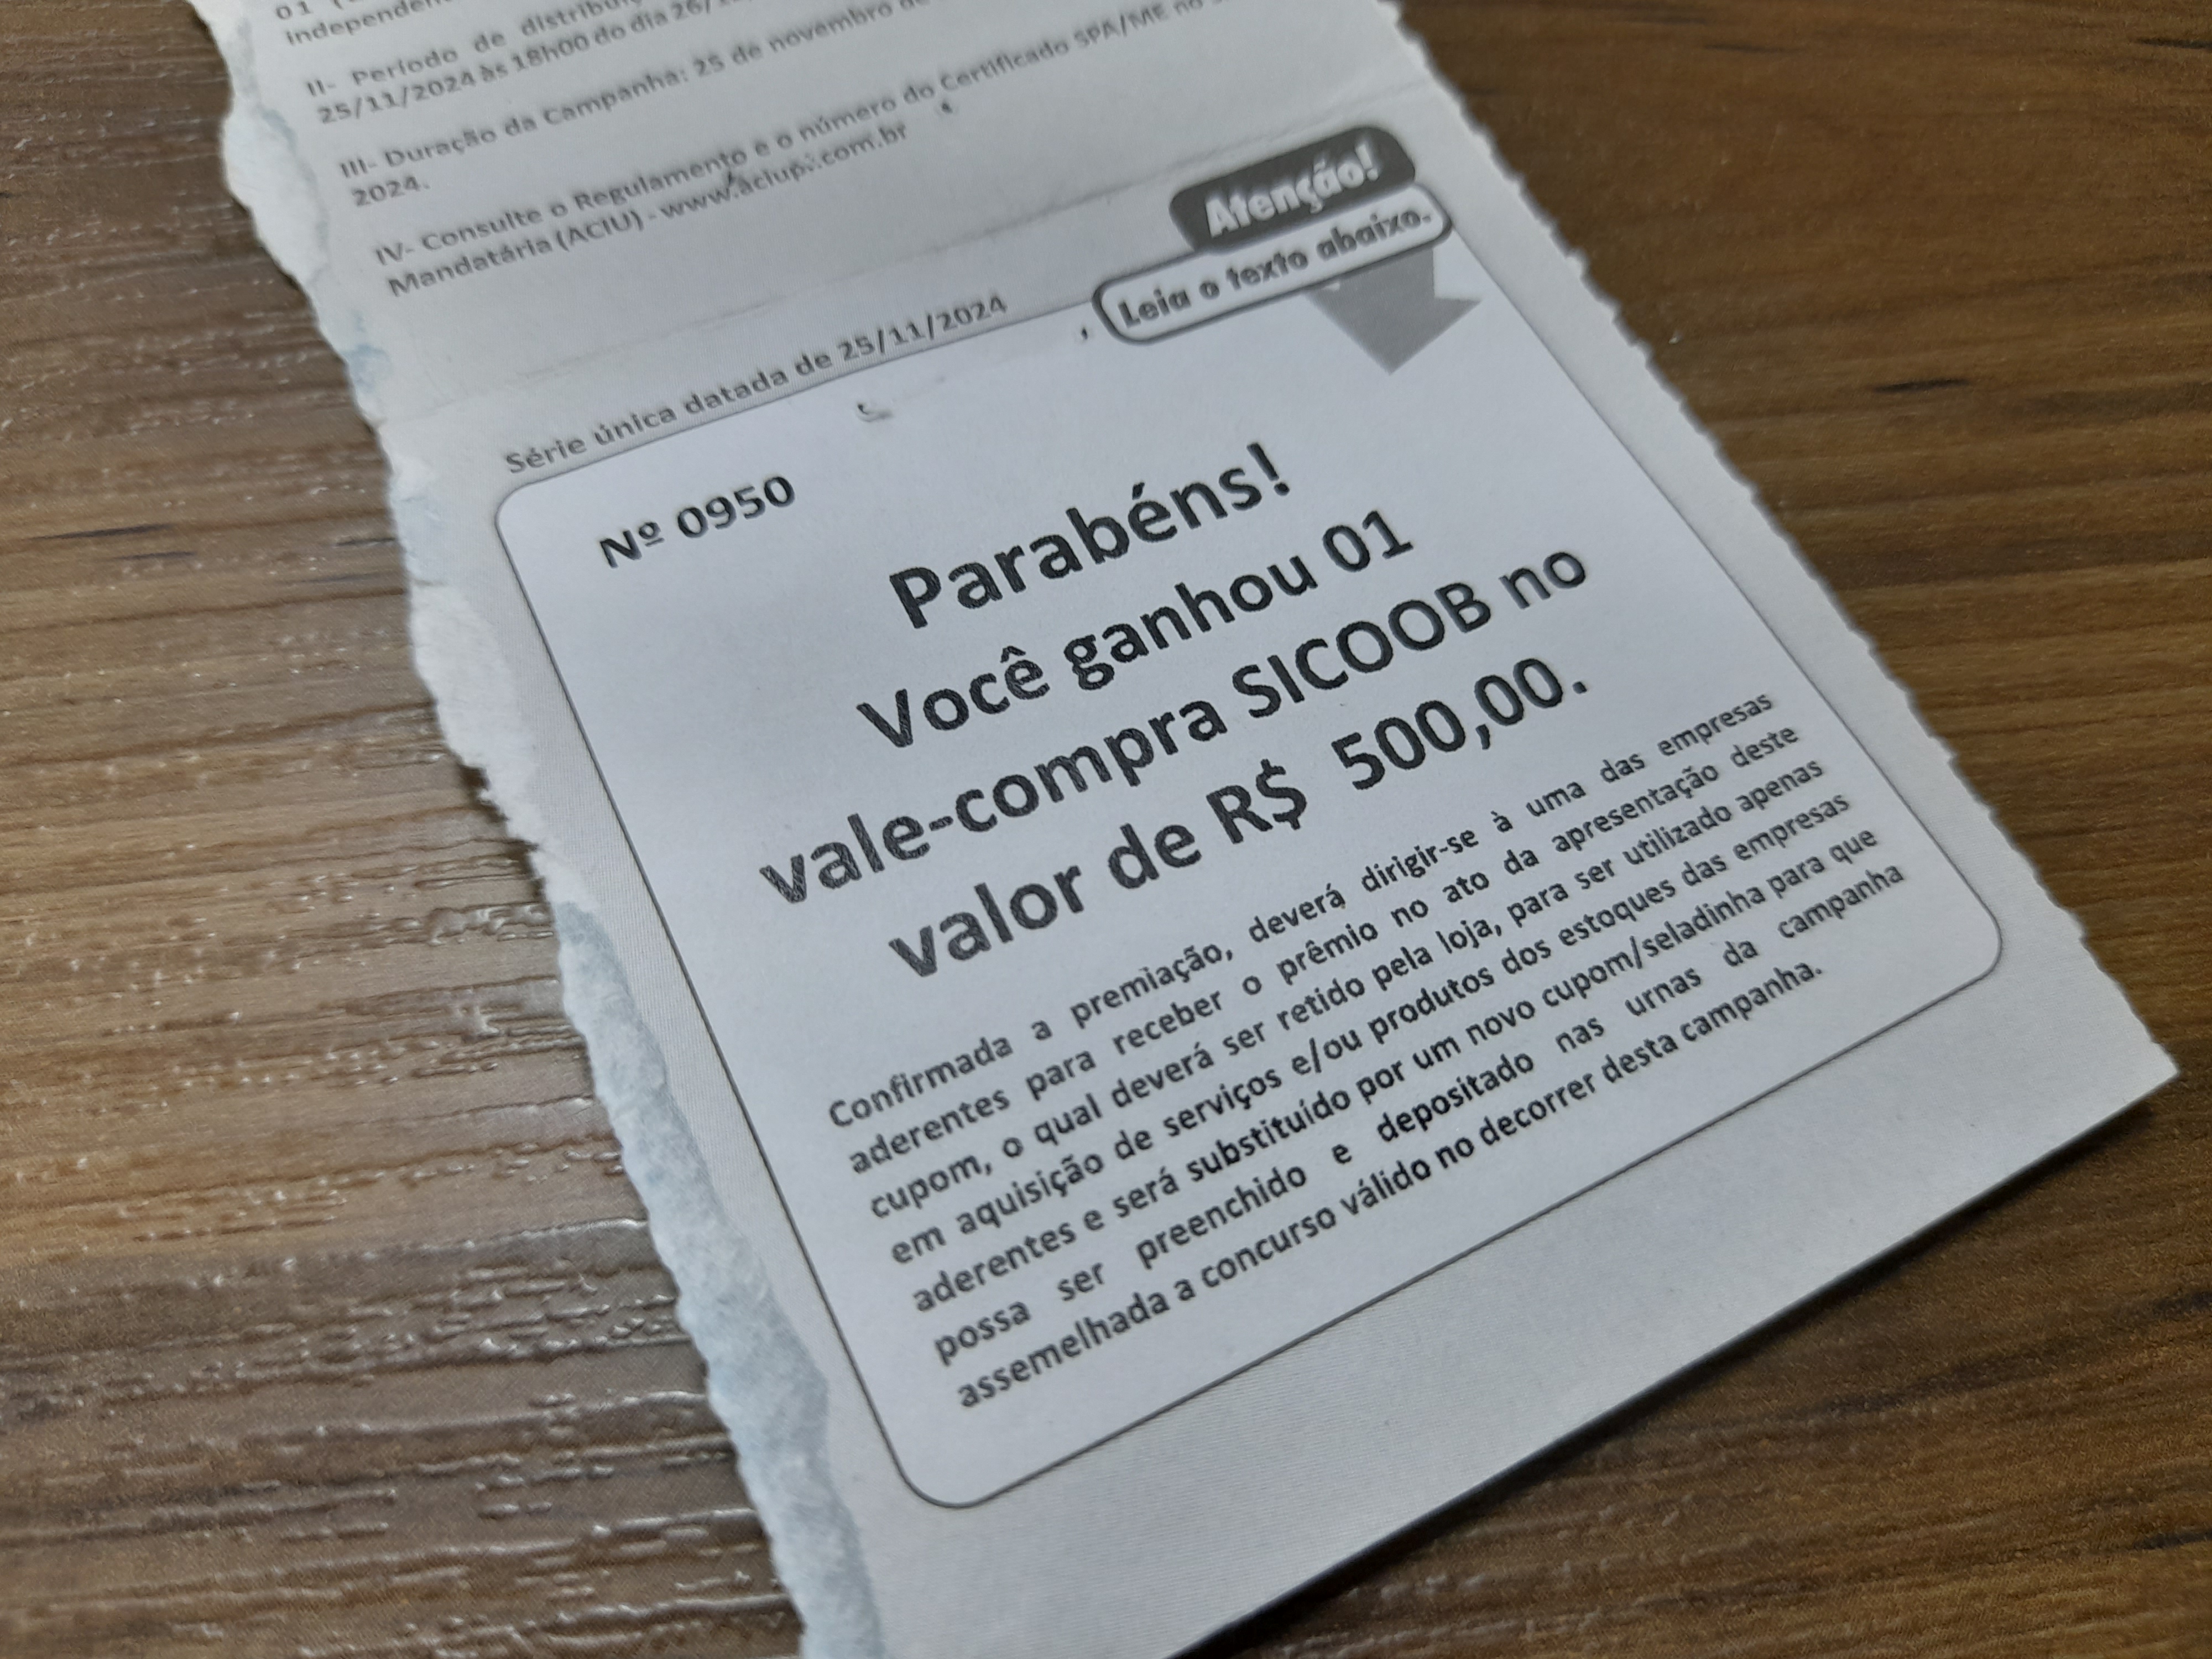 01
independen
II- Período de distribuiç
25/11/2024 às 18h00 do dia 26/
III- Duração da Campanha: 25 de novembro de
2024.
IV- Consulte o Regulamento e o número do Certificado SPA/ME no
Mandatária (ACIU) -
Atenção!
Leia o texto abaixo.
Série única datada de 25/11/2024
Nº 0950
Parabéns!
Você ganhou 01
vale-compra SICOOB no
valor de R$ 500,00.
Confirmada a premiação, deverá dirigir-se à uma das empresas
aderentes para receber o prêmio no ato da apresentação deste
cupom, o qual deverá ser retido pela loja, para ser utilizado apenas
em aquisição de serviços e/ou produtos dos estoques das empresas
aderentes e será substituído por um novo cupom/seladinha para que
possa ser preenchido e depositado nas urnas da campanha
assemelhada a concurso válido no decorrer desta campanha.